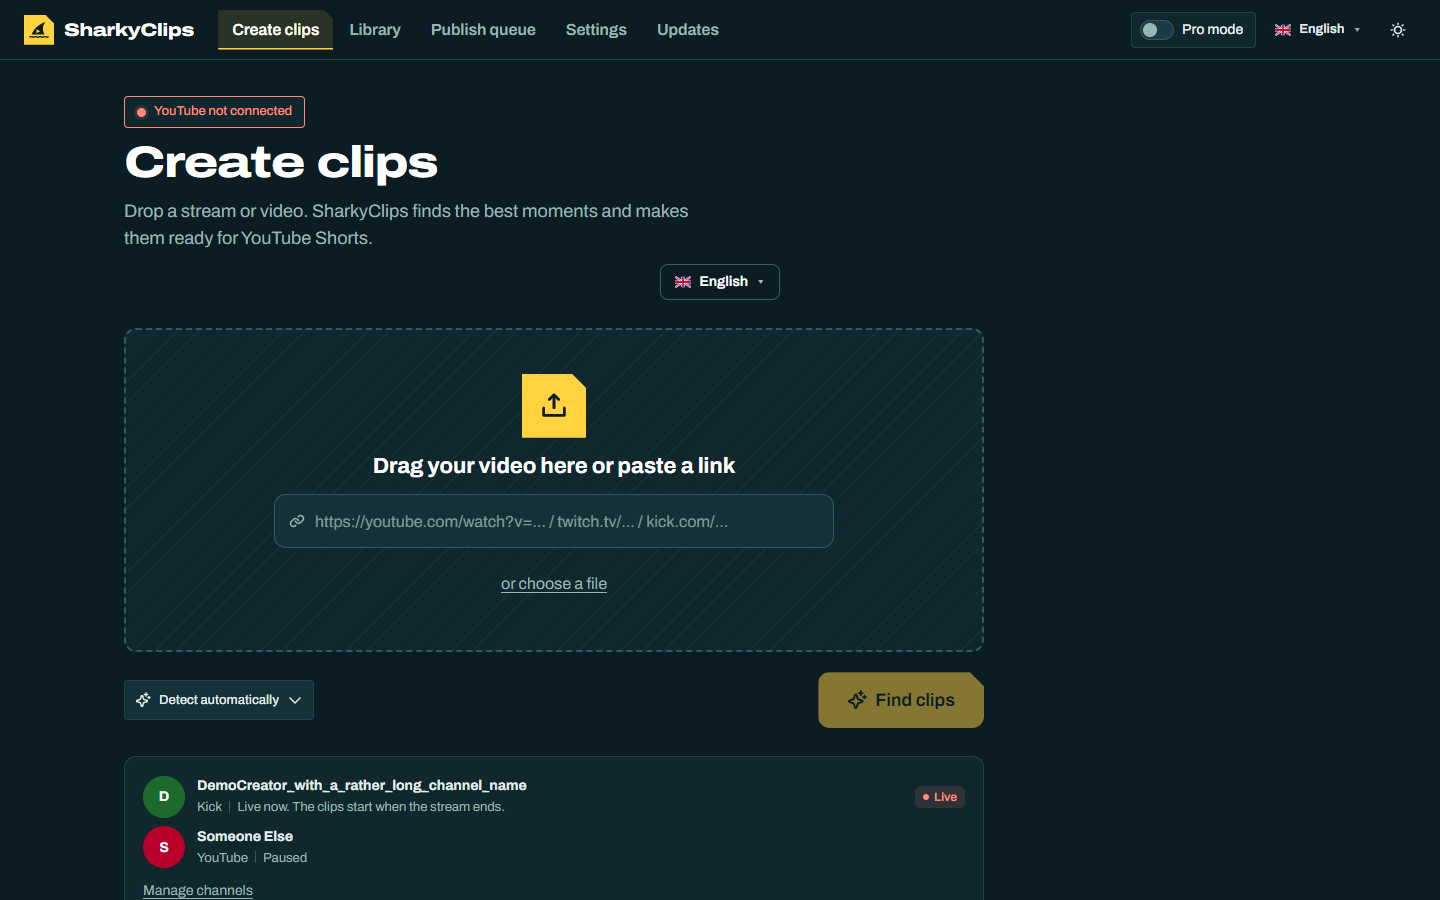 SharkyClips
Create clips
Library
Publish queue
Settings
Updates
Pro mode
English
YouTube not connected
Create clips
Drop a stream or video. SharkyClips finds the best moments and makes
them ready for YouTube Shorts.
English
Drag your video here or paste a link
https://youtube.com/watch?v=... / twitch.tv/... / kick.com/...
or choose a file
Detect automatically
Find clips
D
DemoCreator_with_a_rather_long_channel_name
Kick | Live now. The clips start when the stream ends.
Live
S
Someone Else
YouTube | Paused
Manage channels